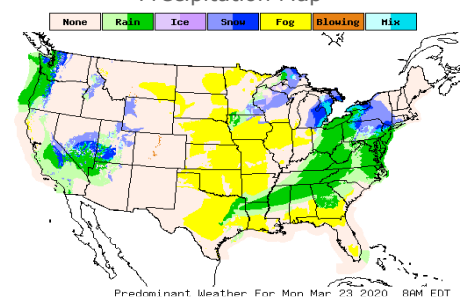 Precipitation Map
None Rain Ice Snow Fog Blowing Mix
Predominant Weather For Mon Mar 23 2020 8AM EDT